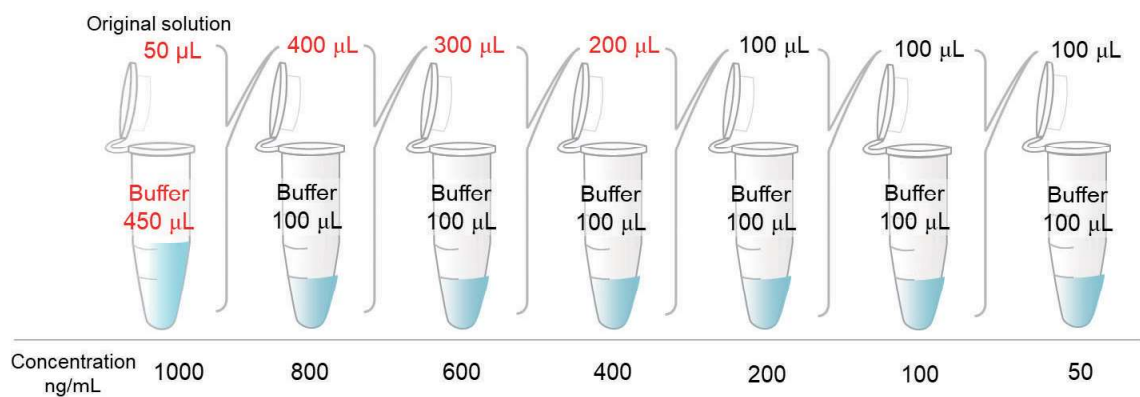 Original solution
50 μL 400 μL 300 μL 200 μL 100 μL 100 μL 100 μL
Buffer Buffer Buffer Buffer Buffer Buffer Buffer
450 μL 100 μL 100 μL 100 μL 100 μL 100 μL 100 μL
Concentration
ng/mL
1000 800 600 400 200 100 50